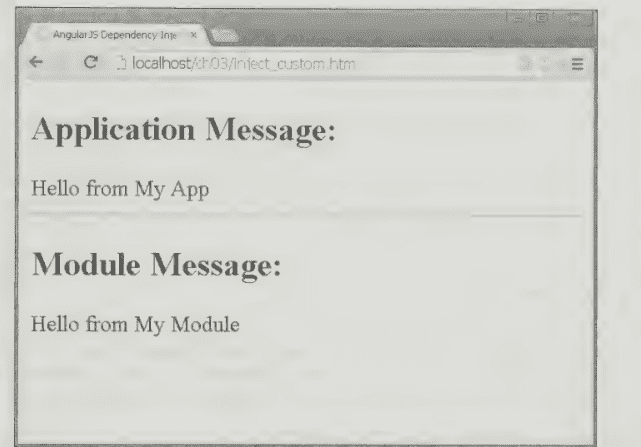 AngularJS Dependency Inje
localhost/ch03/inject_custom.htm
Application Message:
Hello from My App
Module Message:
Hello from My Module